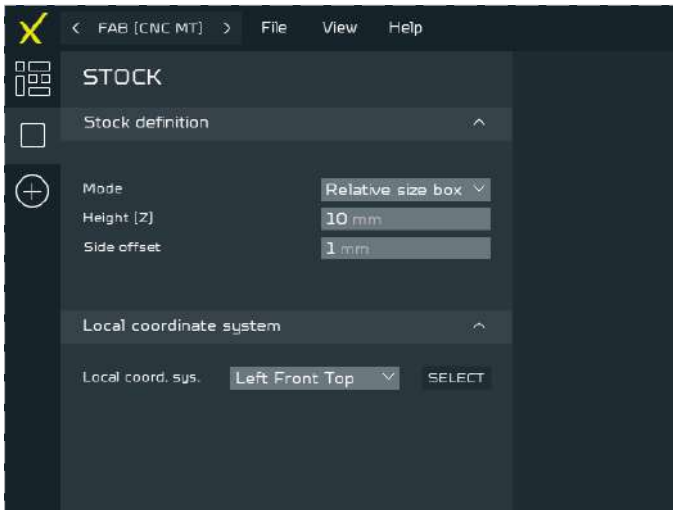 < FAB [CNC MT] > File View Help
STOCK
Stock definition
Mode Relative size box
Height [Z] 10 mm
Side offset 1 mm
Local coordinate system
Local coord. sys. Left Front Top SELECT